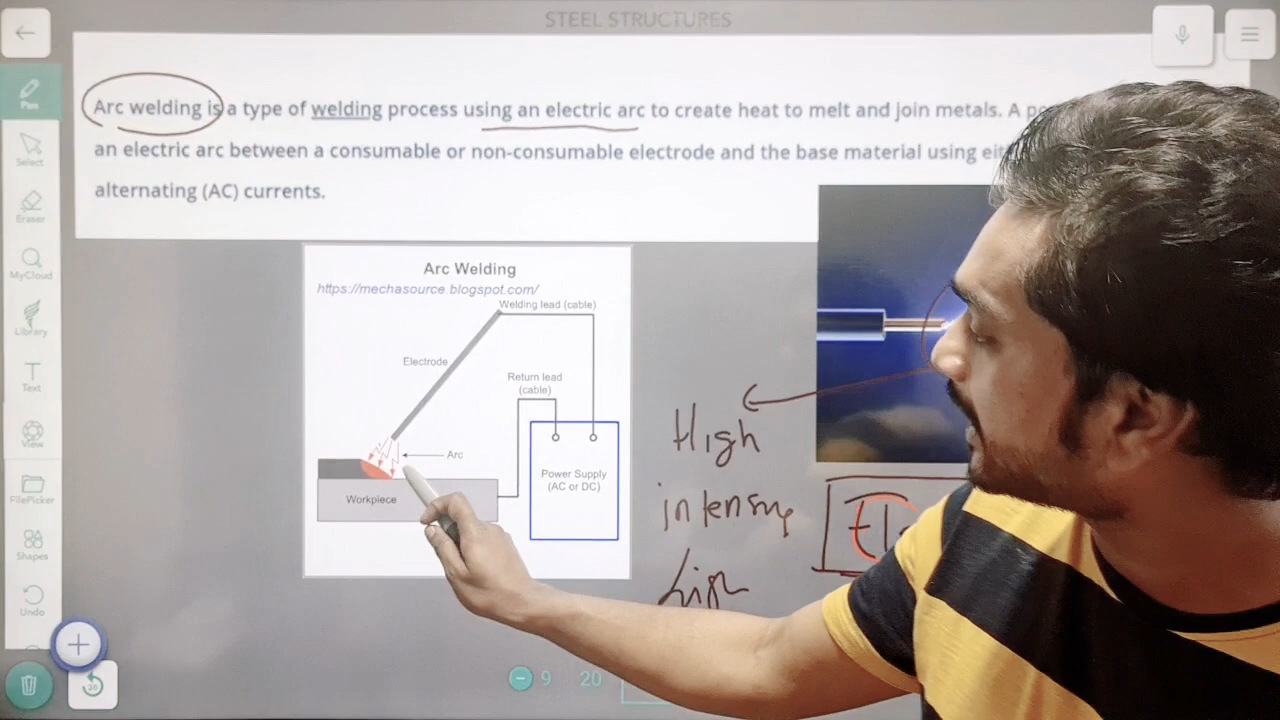 STEEL STRUCTURES
Arc welding is a type of welding process using an electric arc to create heat to melt and join metals. A
an electric arc between a consumable or non-consumable electrode and the base material using
alternating (AC) currents.
Pen
Select
Eraser
MyCloud
Library
Text
View
FilePicker
Shapes
Undo
20
Arc Welding
https://mechasource.blogspot.com/
Welding lead (cable)
Electrode
Return lead
(cable)
Arc
Power Supply
(AC or DC)
Workpiece
High
high
9 20